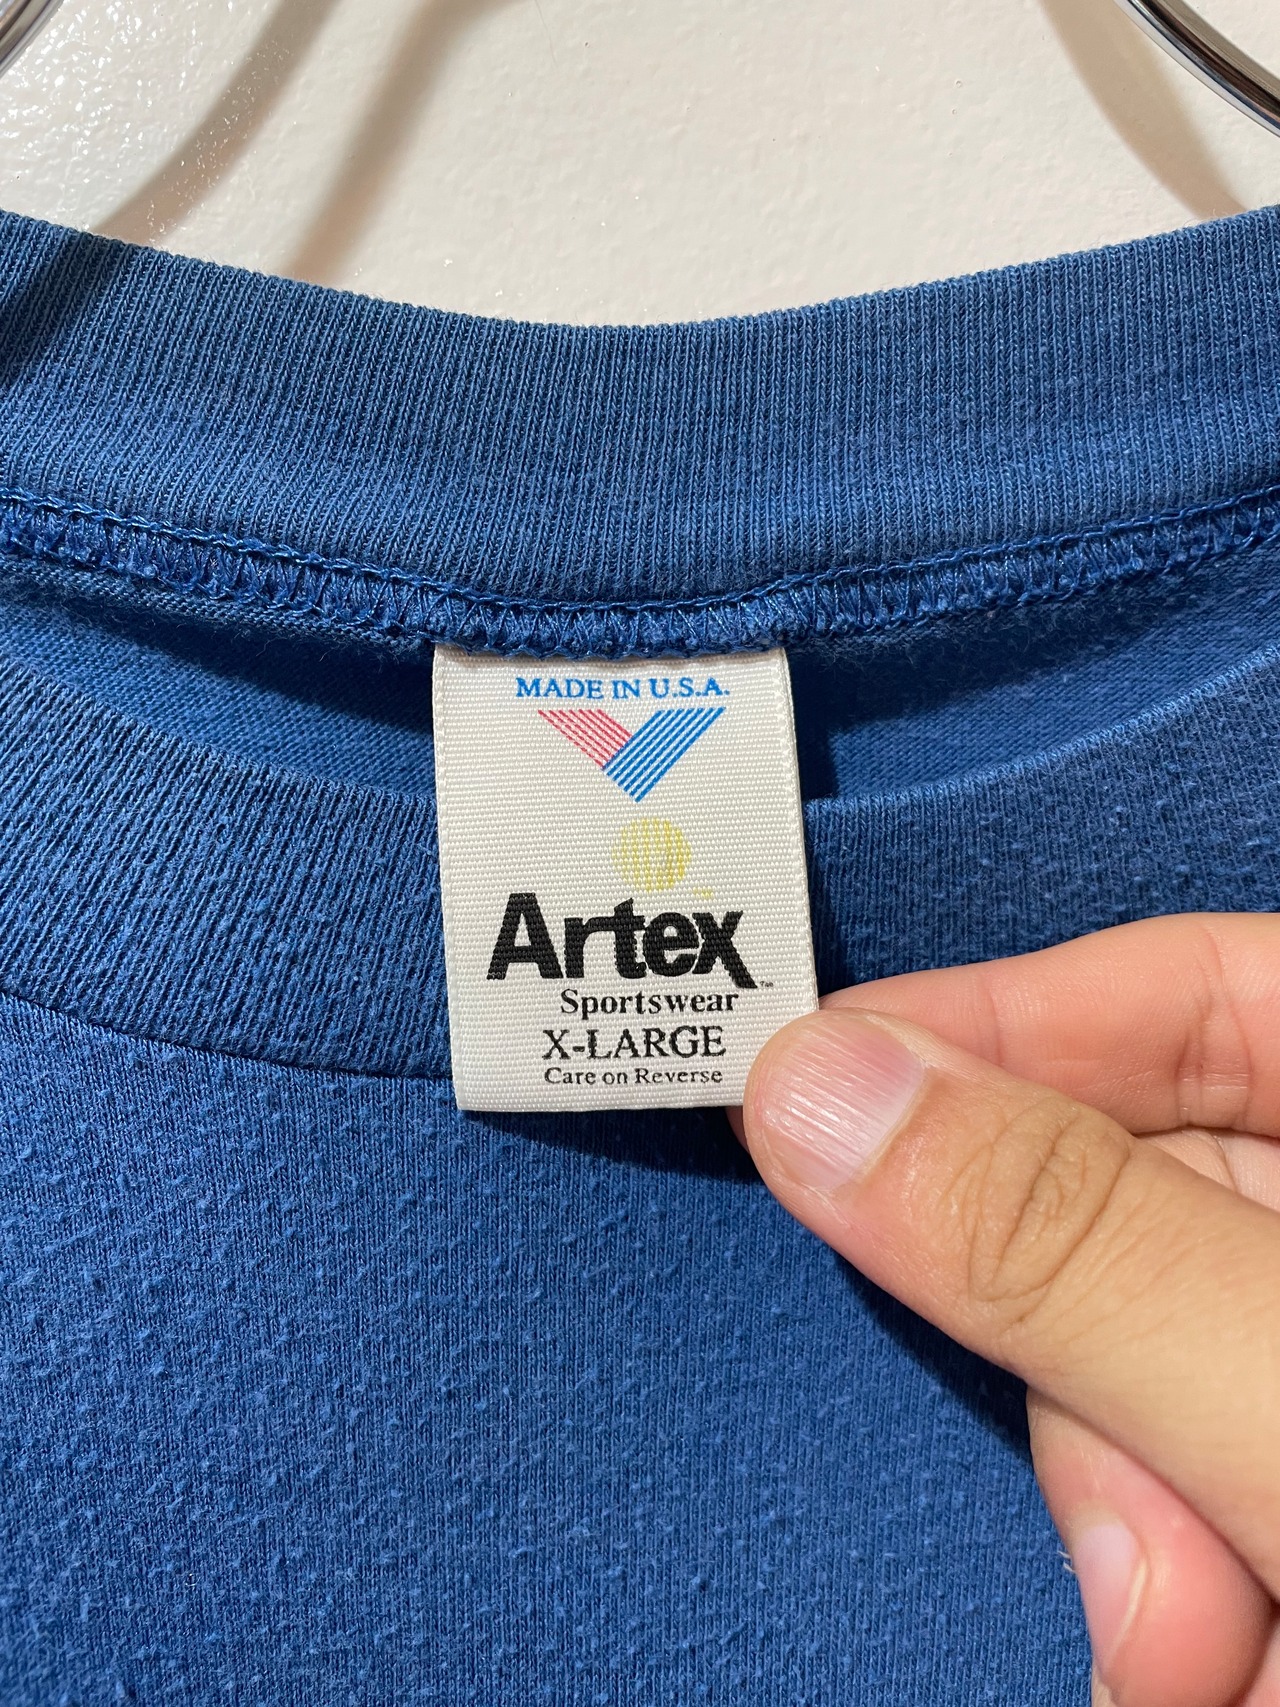 MADE IN U.S.A.
Artex
Sportswear
X-LARGE
Care on Reverse